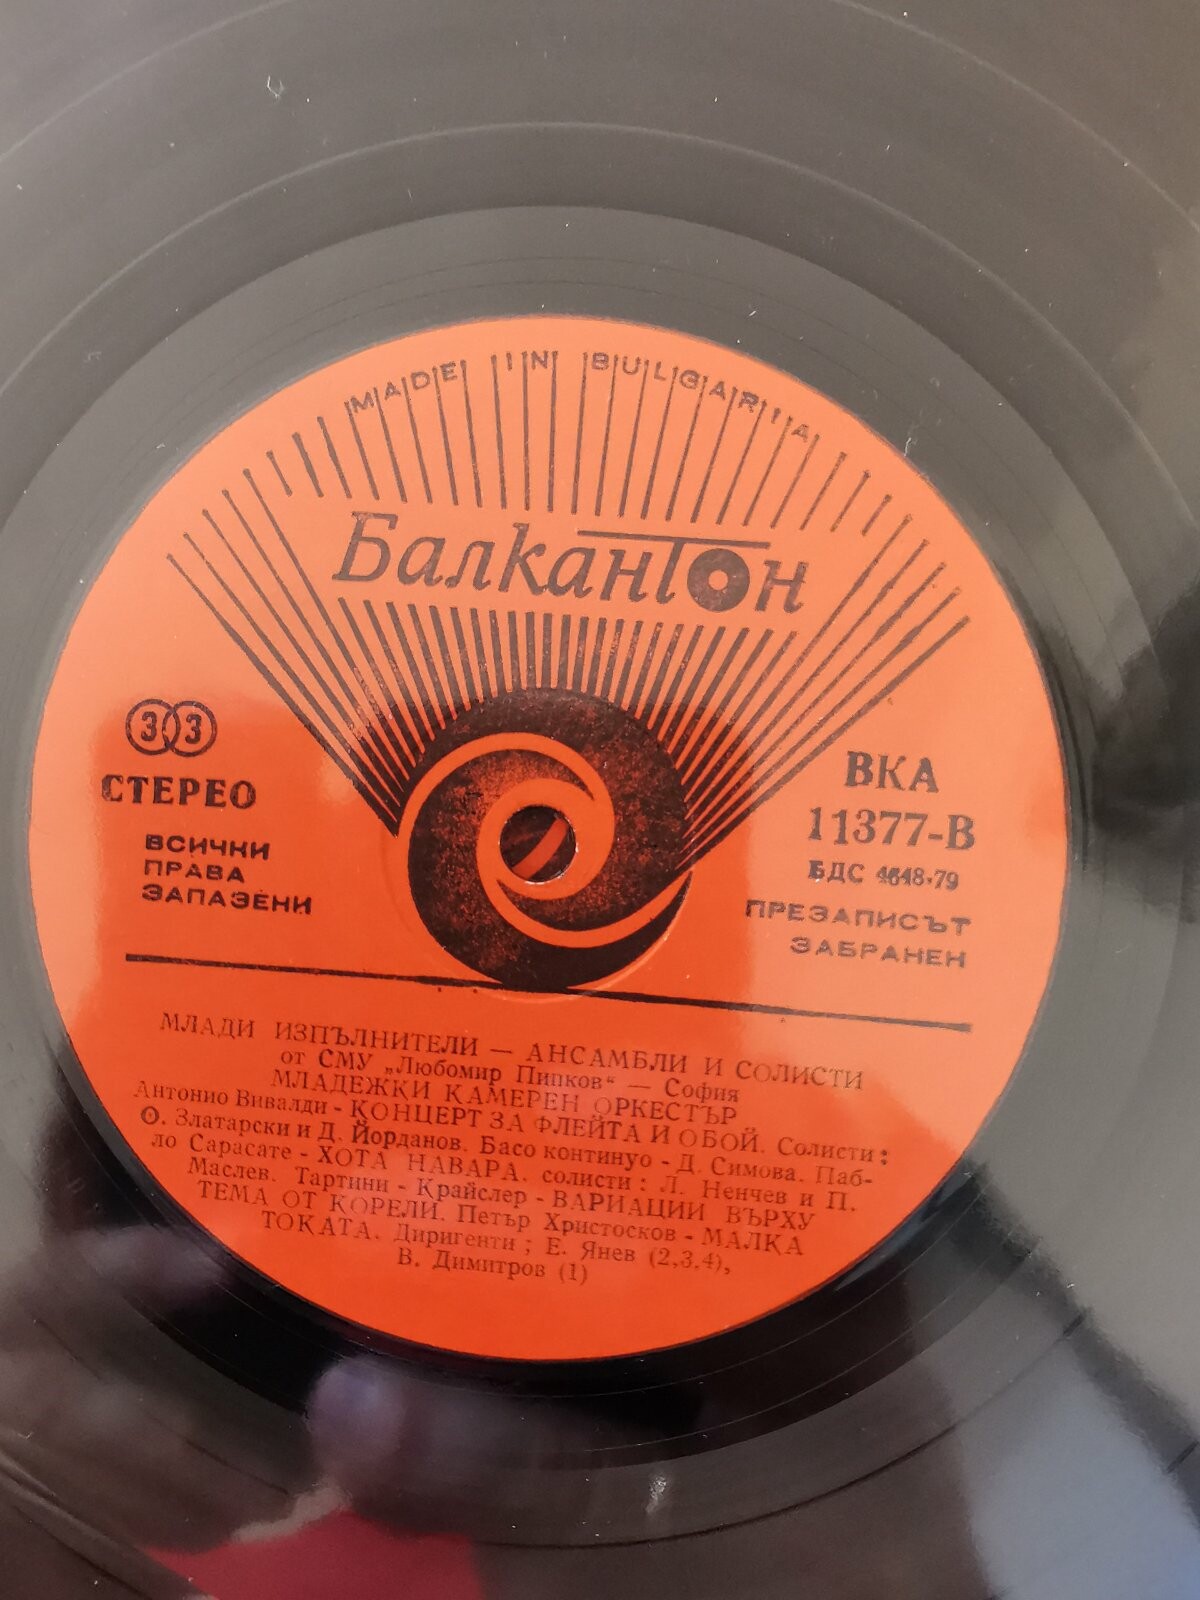 MADE IN BULGARIA
Балкантон
33
СТЕРЕО
ВСИЧКИ
ПРАВА
ЗАПАЗЕНИ
ВКА
11377-В
БДС 4648-79
ПРЕЗАПИСЪТ
ЗАБРАНЕН
МЛАДИ ИЗПЪЛНИТЕЛИ — АНСАМБЛИ И СОЛИСТИ
от СМУ „Любомир Пипков“ — София
МЛАДЕЖКИ КАМЕРЕН ОРКЕСТЪР
Антонио Вивалди - КОНЦЕРТ ЗА ФЛЕЙТА И ОБОЙ. Солисти:
О. Златарски и Д. Йорданов. Басо континуо - Д. Симова. Паб-
ло Сарасате - ХОТА НАВАРА. солисти: Л. Ненчев и П.
Маслев. Тартини - Крайслер - ВАРИАЦИИ ВЪРХУ
ТЕМА ОТ КОРЕЛИ. Петър Христосков - МАЛКА
ТОКАТА. Диригенти; Е. Янев (2,3,4),
В. Димитров (1)